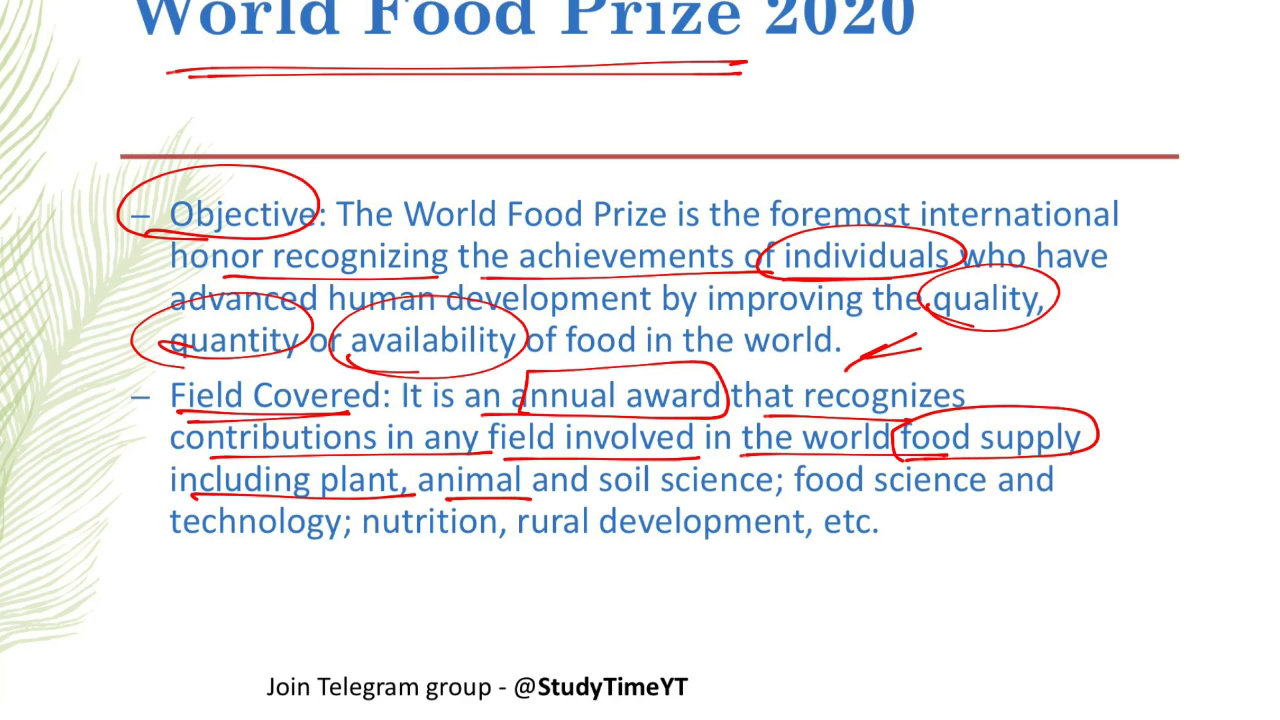 World Food Prize 2020
– Objective: The World Food Prize is the foremost international
honor recognizing the achievements of individuals who have
advanced human development by improving the quality,
quantity or availability of food in the world.
– Field Covered: It is an annual award that recognizes
contributions in any field involved in the world food supply
including plant, animal and soil science; food science and
technology; nutrition, rural development, etc.
Join Telegram group - @StudyTimeYT